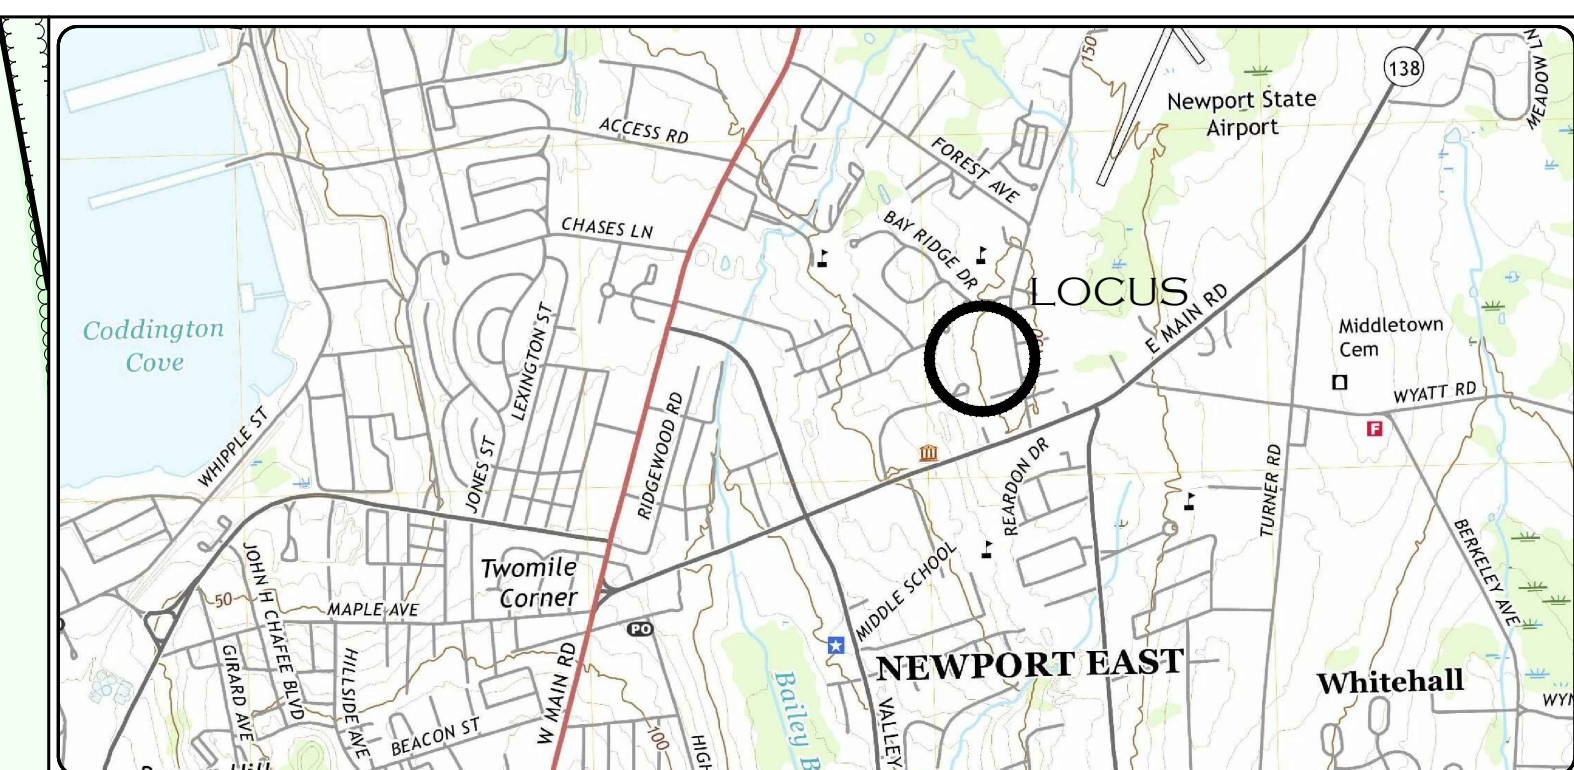 138
MEADOW LN
150
Newport State
Airport
ACCESS RD
FOREST AVE
CHASES LN
BAY RIDGE DR
LOCUS
E MAIN RD
Coddington
Cove
LEXINGTON ST
Middletown
Cem
WYATT RD
F
WHIPPLE ST
JONES ST
RIDGEWOOD RD
REARDON DR
TURNER RD
BERKELEY AVE
Twomile
Corner
MIDDLE SCHOOL
JOHN H CHAFEE BLVD
50
MAPLE AVE
PO
GIRARD AVE
HILLSIDE AVE
W MAIN RD
BEACON ST
100
HIGH
Bailey B
VALLEY
NEWPORT EAST
Whitehall
WYN